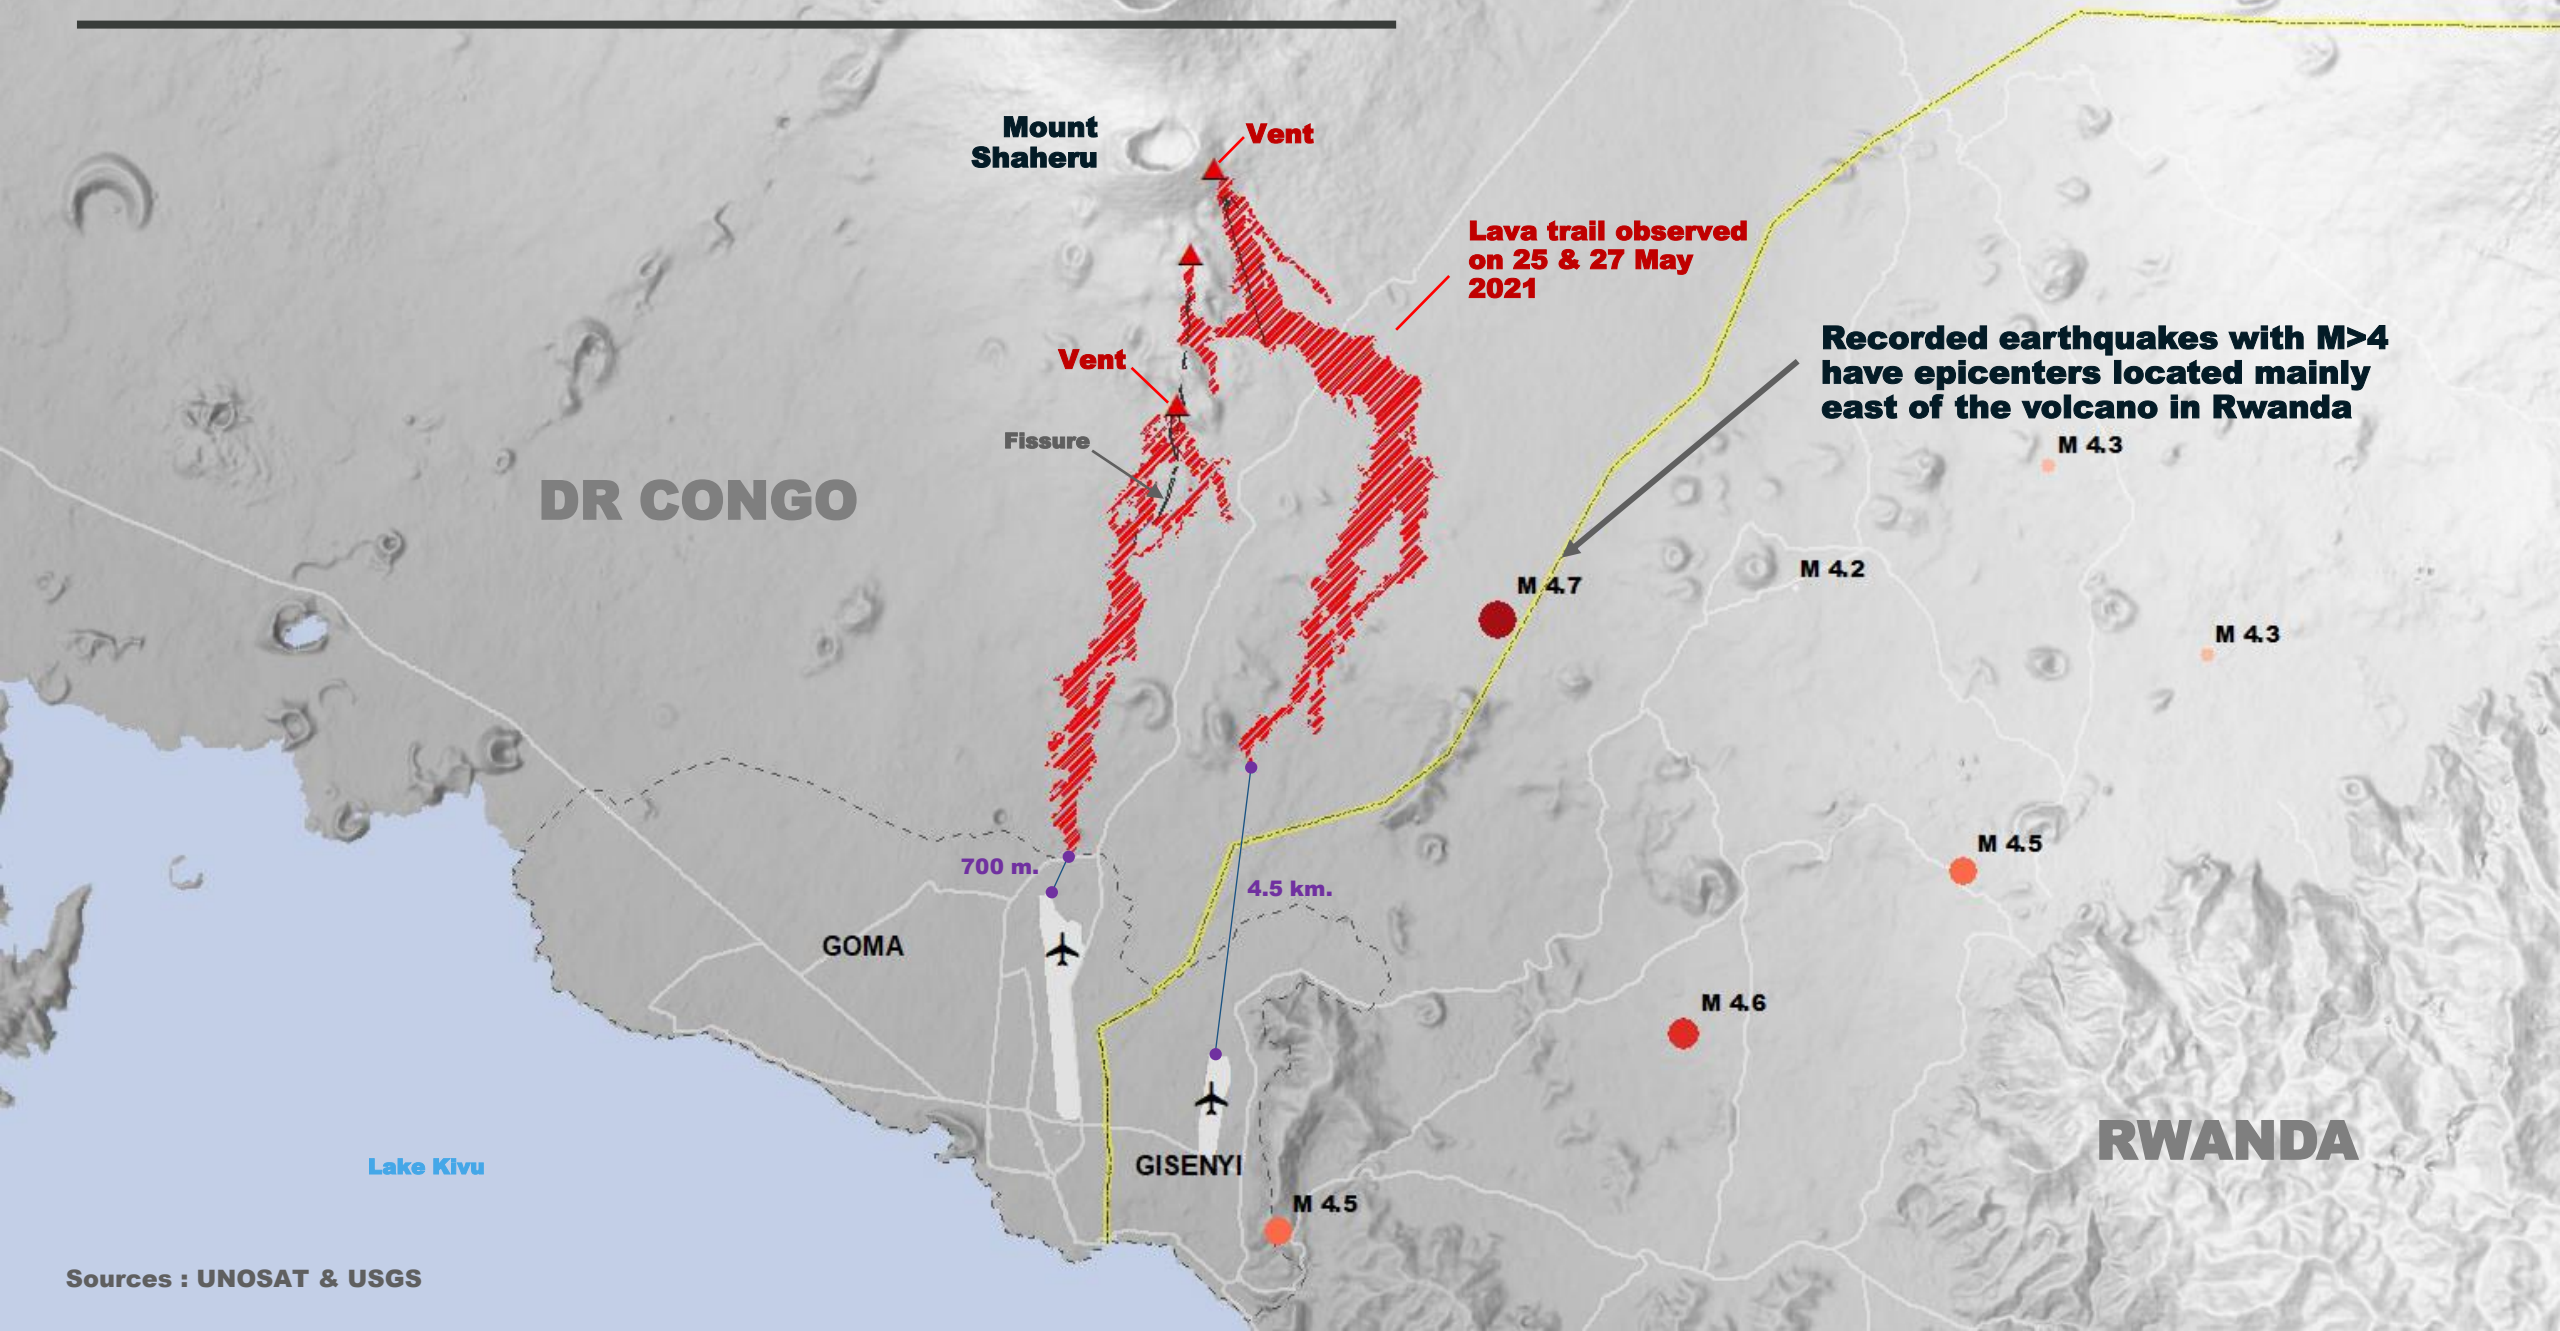 Mount
Shaheru
Vent
Lava trail observed
on 25 & 27 May
2021
Recorded earthquakes with M>4
have epicenters located mainly
east of the volcano in Rwanda
Vent
Fissure
M 4.3
DR CONGO
M 4.2
M 4.7
M 4.3
M 4.5
700 m.
4.5 km.
GOMA
M 4.6
RWANDA
Lake Kivu
GISENYI
M 4.5
Sources : UNOSAT & USGS